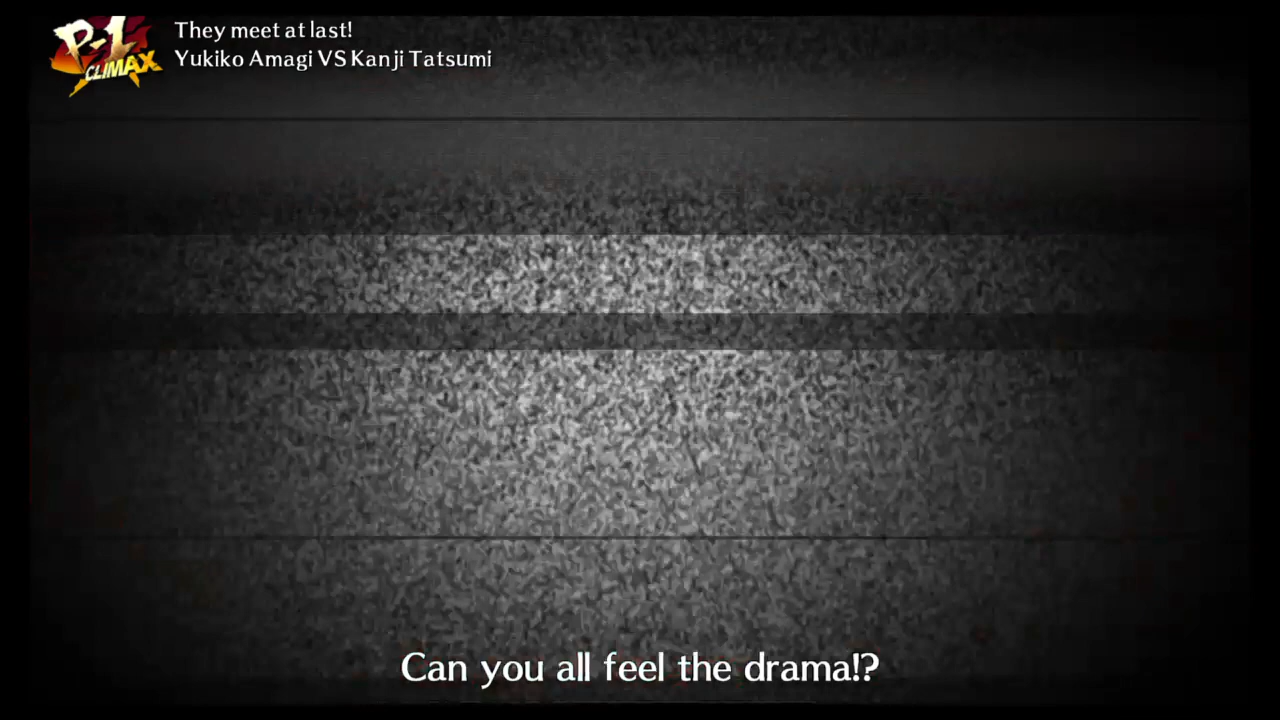 P-1
CLIMAX
They meet at last!
Yukiko Amagi VS Kanji Tatsumi
Can you all feel the drama!?